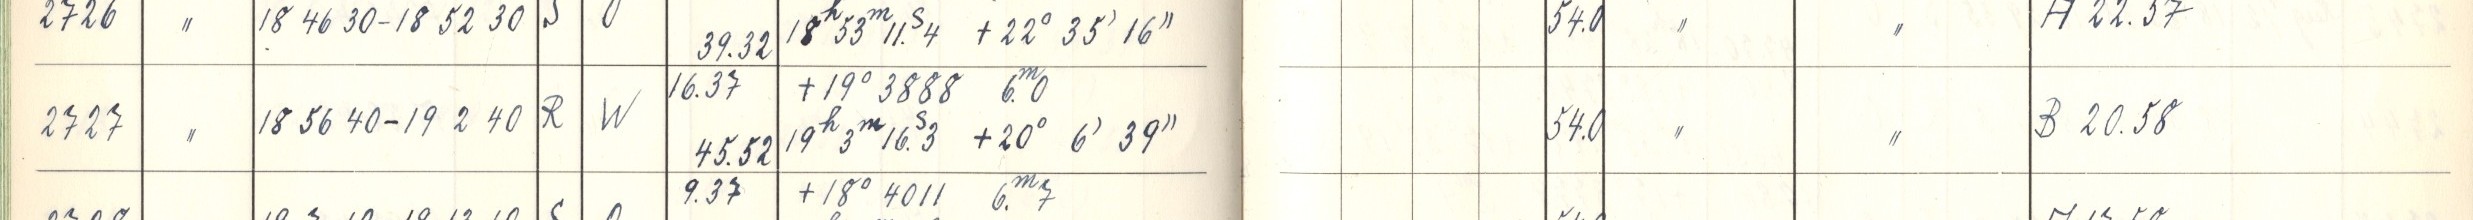 2726 " 18 46 30-18 52 30 S O 39.32 18ʰ 53ᵐ 11.ˢ4 +22° 35' 16" 54.0 " " A 22.57
16.37 +19° 3888 6.ᵐ0
2727 " 18 56 40-19 2 40 R W 45.52 19ʰ 3ᵐ 16.ˢ3 +20° 6' 39" 54.0 " " B 20.58
9.37 +18° 4011 6.ᵐ7